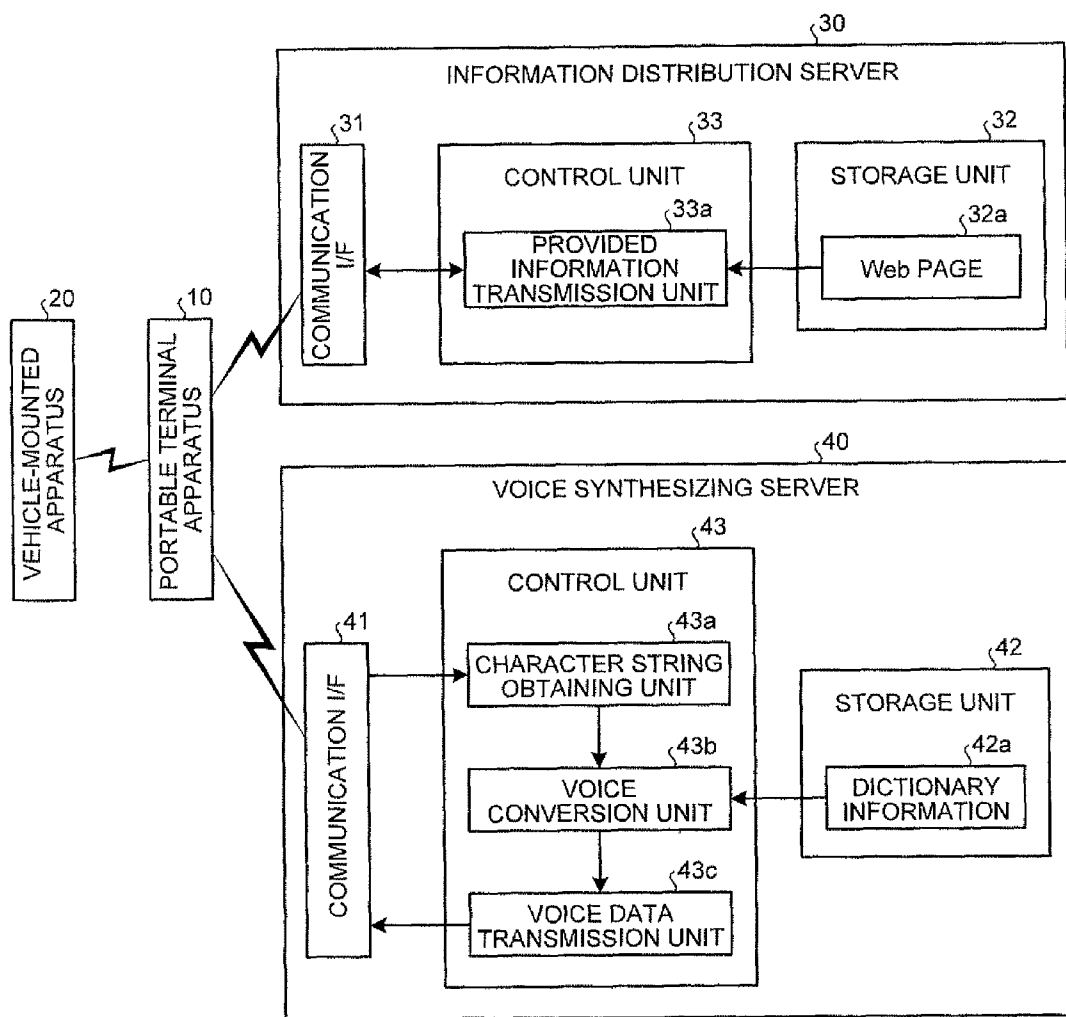 30
INFORMATION DISTRIBUTION SERVER
31
COMMUNICATION
I/F
33
CONTROL UNIT
33a
PROVIDED
INFORMATION
TRANSMISSION UNIT
32
STORAGE UNIT
32a
Web PAGE
20
VEHICLE-MOUNTED
APPARATUS
10
PORTABLE TERMINAL
APPARATUS
40
VOICE SYNTHESIZING SERVER
41
COMMUNICATION I/F
43
CONTROL UNIT
43a
CHARACTER STRING
OBTAINING UNIT
43b
VOICE
CONVERSION UNIT
43c
VOICE DATA
TRANSMISSION UNIT
42
STORAGE UNIT
42a
DICTIONARY
INFORMATION